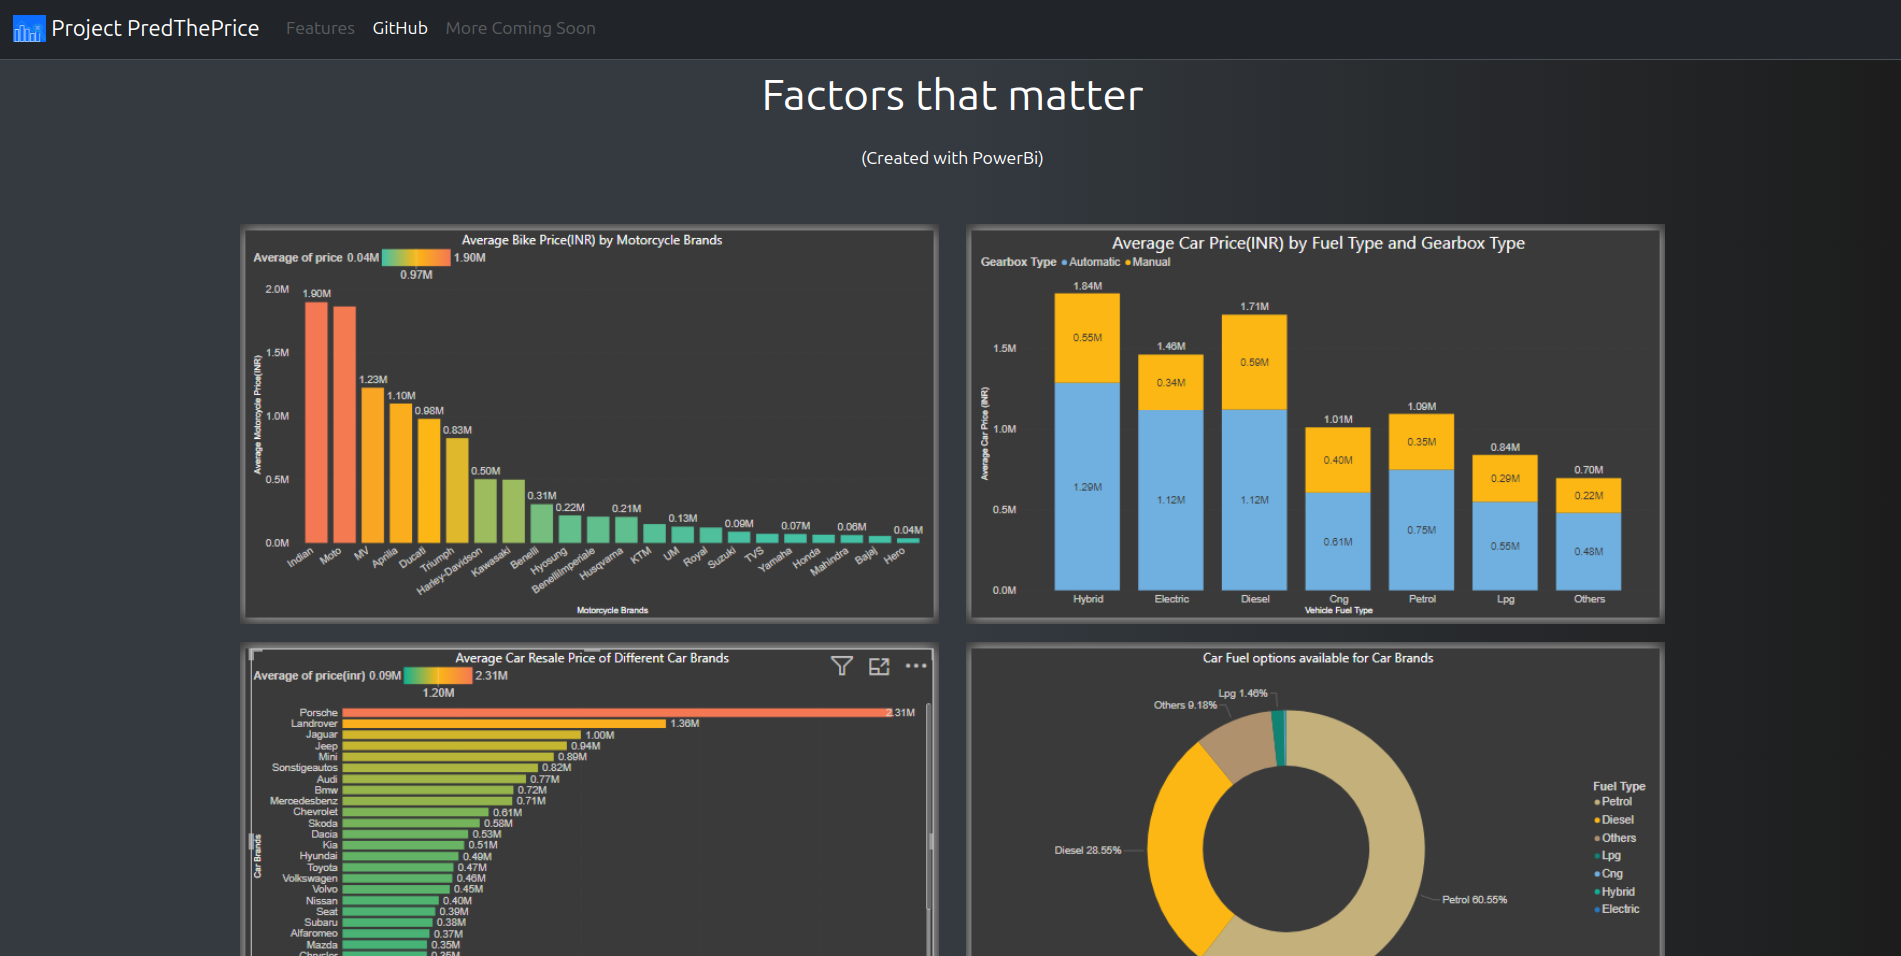 Project PredThePrice Features GitHub More Coming Soon
Factors that matter
(Created with PowerBi)
Average Bike Price(INR) by Motorcycle Brands
Average of price 0.04M 1.90M
0.97M
Average Motorcycle Price(INR)
2.0M
1.5M
1.0M
0.5M
0.0M
1.90M
1.23M
1.10M
0.98M
0.83M
0.50M
0.31M
0.22M
0.21M
0.13M
0.09M
0.07M
0.06M
0.04M
Indian
Moto
MV
Aprilia
Ducati
Triumph
Harley-Davidson
Kawasaki
Benelli
Hyosung
BenelliImperiale
Husqvarna
KTM
UM
Royal
Suzuki
TVS
Yamaha
Honda
Mahindra
Bajaj
Hero
Motorcycle Brands
Average Car Price(INR) by Fuel Type and Gearbox Type
Gearbox Type Automatic Manual
Average Car Price (INR)
1.5M
1.0M
0.5M
0.0M
1.84M
0.55M
1.29M
1.46M
0.34M
1.12M
1.71M
0.59M
1.12M
1.01M
0.40M
0.61M
1.09M
0.35M
0.75M
0.84M
0.29M
0.55M
0.70M
0.22M
0.48M
Hybrid Electric Diesel Cng Petrol Lpg Others
Vehicle Fuel Type
Average Car Resale Price of Different Car Brands
Average of price(inr) 0.09M 2.31M
1.20M
Car Brands
Porsche 2.31M
Landrover 1.36M
Jaguar 1.00M
Jeep 0.94M
Mini 0.89M
Sonstigeautos 0.82M
Audi 0.77M
Bmw 0.72M
Mercedesbenz 0.71M
Chevrolet 0.61M
Skoda 0.58M
Dacia 0.53M
Kia 0.51M
Hyundai 0.49M
Toyota 0.47M
Volkswagen 0.46M
Volvo 0.45M
Nissan 0.40M
Seat 0.39M
Subaru 0.38M
Alfaromeo 0.37M
Mazda 0.35M
Chrysler 0.35M
Car Fuel options available for Car Brands
Lpg 1.46%
Others 9.18%
Diesel 28.55%
Petrol 60.55%
Fuel Type
Petrol
Diesel
Others
Lpg
Cng
Hybrid
Electric